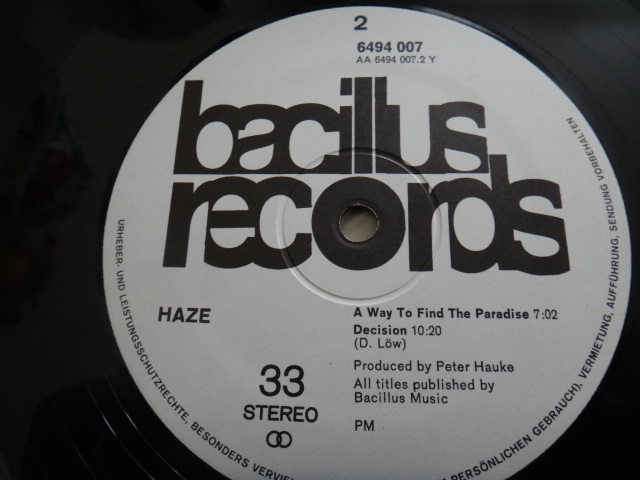 2
6494 007
AA 6494 007.2 Y
bacillus
records
HAZE
A Way To Find The Paradise 7:02
Decision 10:20
(D. Löw)
Produced by Peter Hauke
All titles published by
Bacillus Music
PM
33
STEREO
URHEBER- UND LEISTUNGSSCHUTZRECHTE, BESONDERS
PERSÖNLICHEN GEBRAUCH), VERMIETUNG, AUFFÜHRUNG, SENDUNG VORBEHALTEN